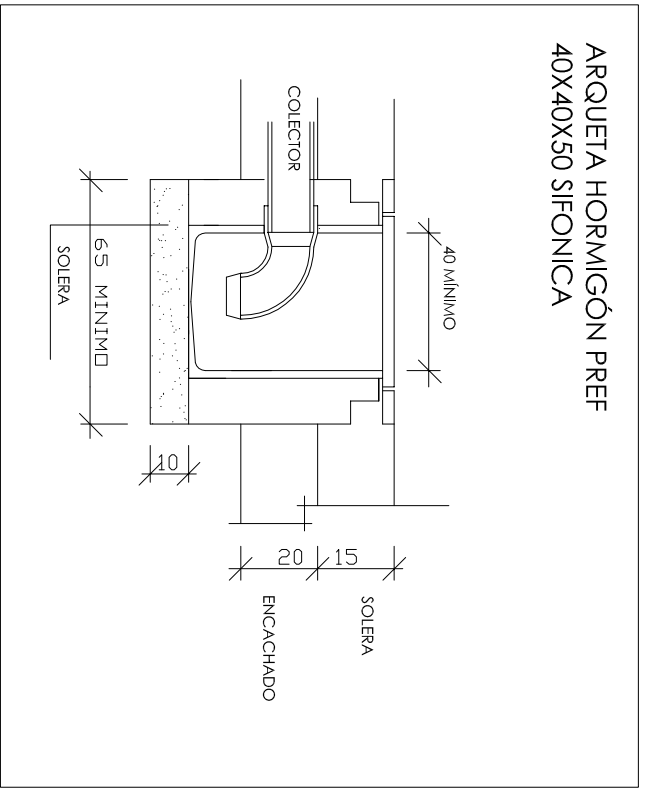 ARQUETA HORMIGÓN PREF
40X40X50 SIFONICA
COLECTOR
40 MÍNIMO
65 MINIMO
SOLERA
10
20
15
SOLERA
ENCACHADO